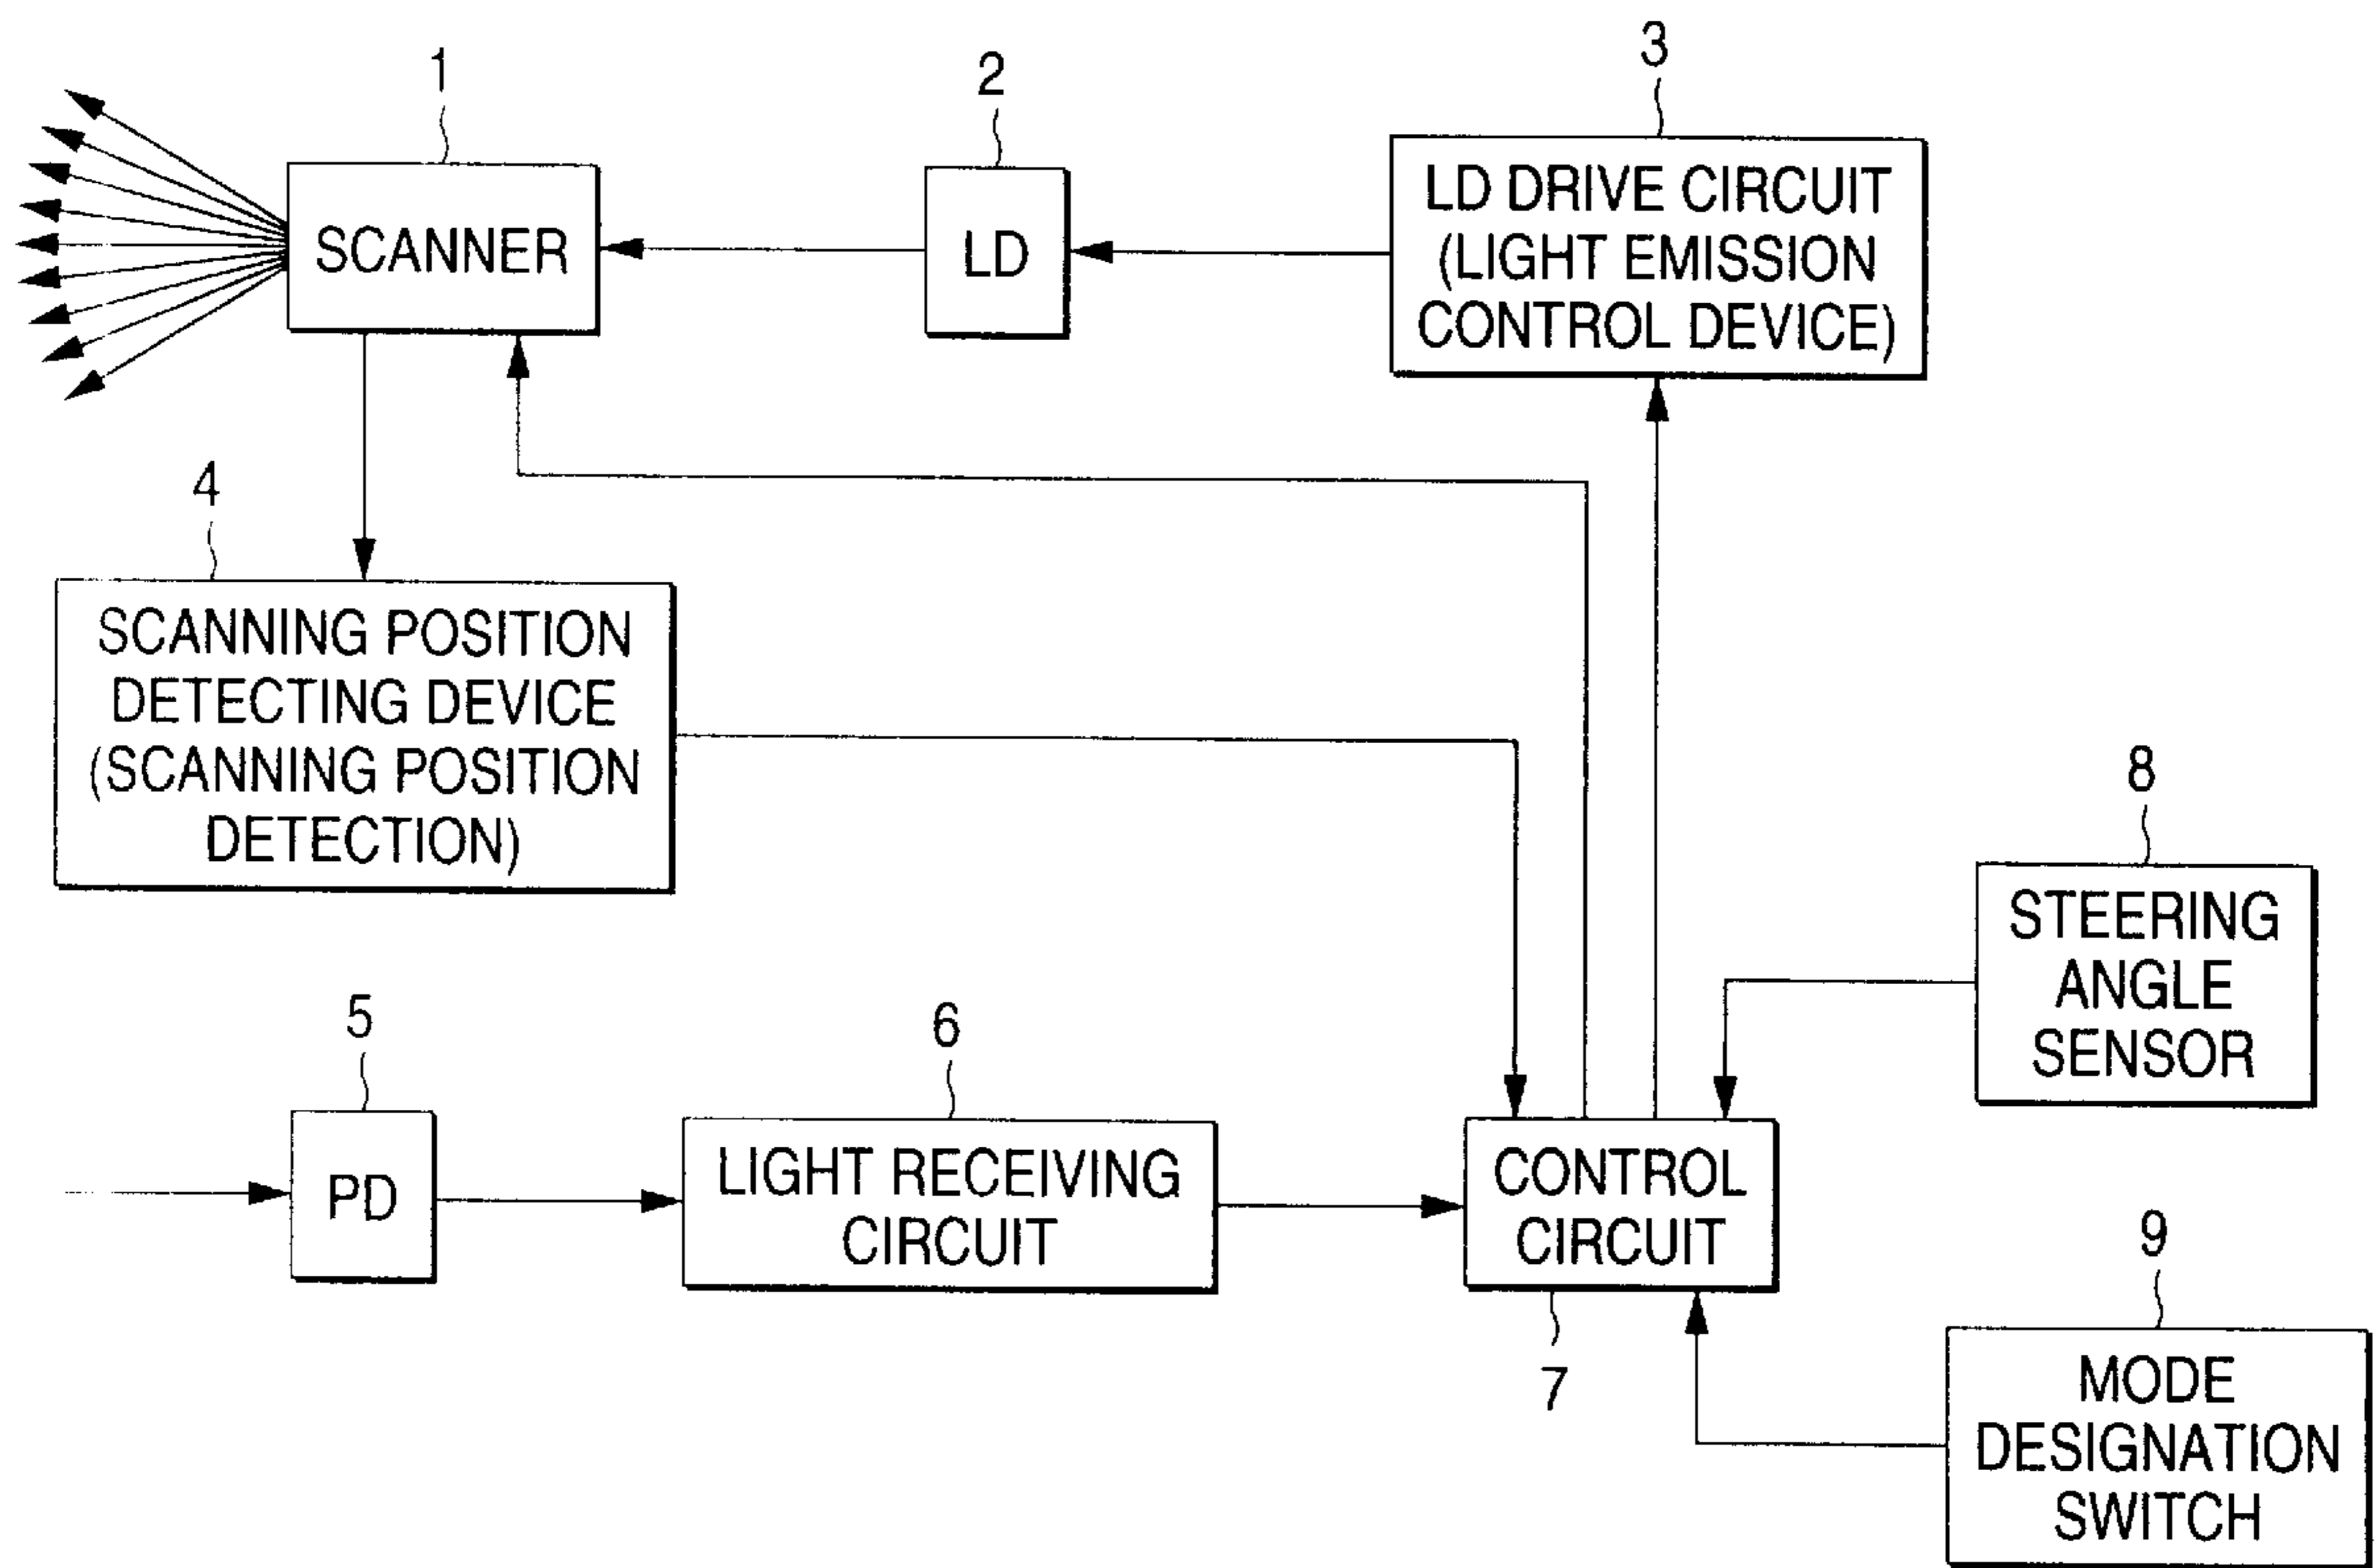 1
SCANNER
2
LD
3
LD DRIVE CIRCUIT
(LIGHT EMISSION
CONTROL DEVICE)
4
SCANNING POSITION
DETECTING DEVICE
(SCANNING POSITION
DETECTION)
5
PD
6
LIGHT RECEIVING
CIRCUIT
CONTROL
CIRCUIT
7
8
STEERING
ANGLE
SENSOR
9
MODE
DESIGNATION
SWITCH